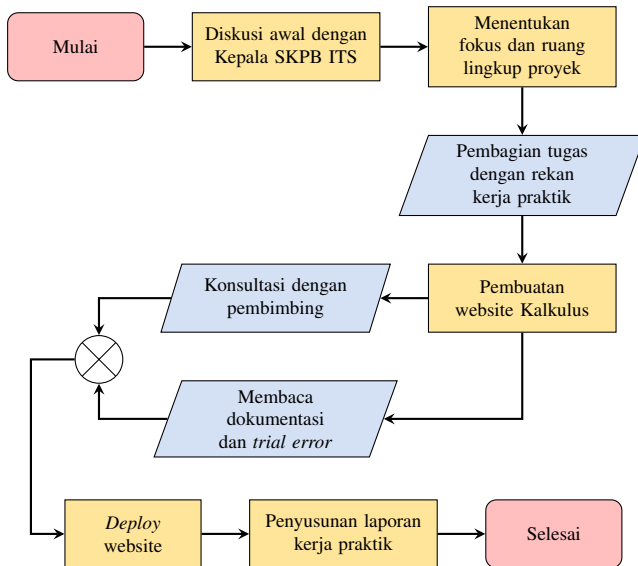 Mulai
Diskusi awal dengan
Kepala SKPB ITS
Menentukan
fokus dan ruang
lingkup proyek
Pembagian tugas
dengan rekan
kerja praktik
Pembuatan
website Kalkulus
Konsultasi dengan
pembimbing
Membaca
dokumentasi
dan trial error
Deploy
website
Penyusunan laporan
kerja praktik
Selesai